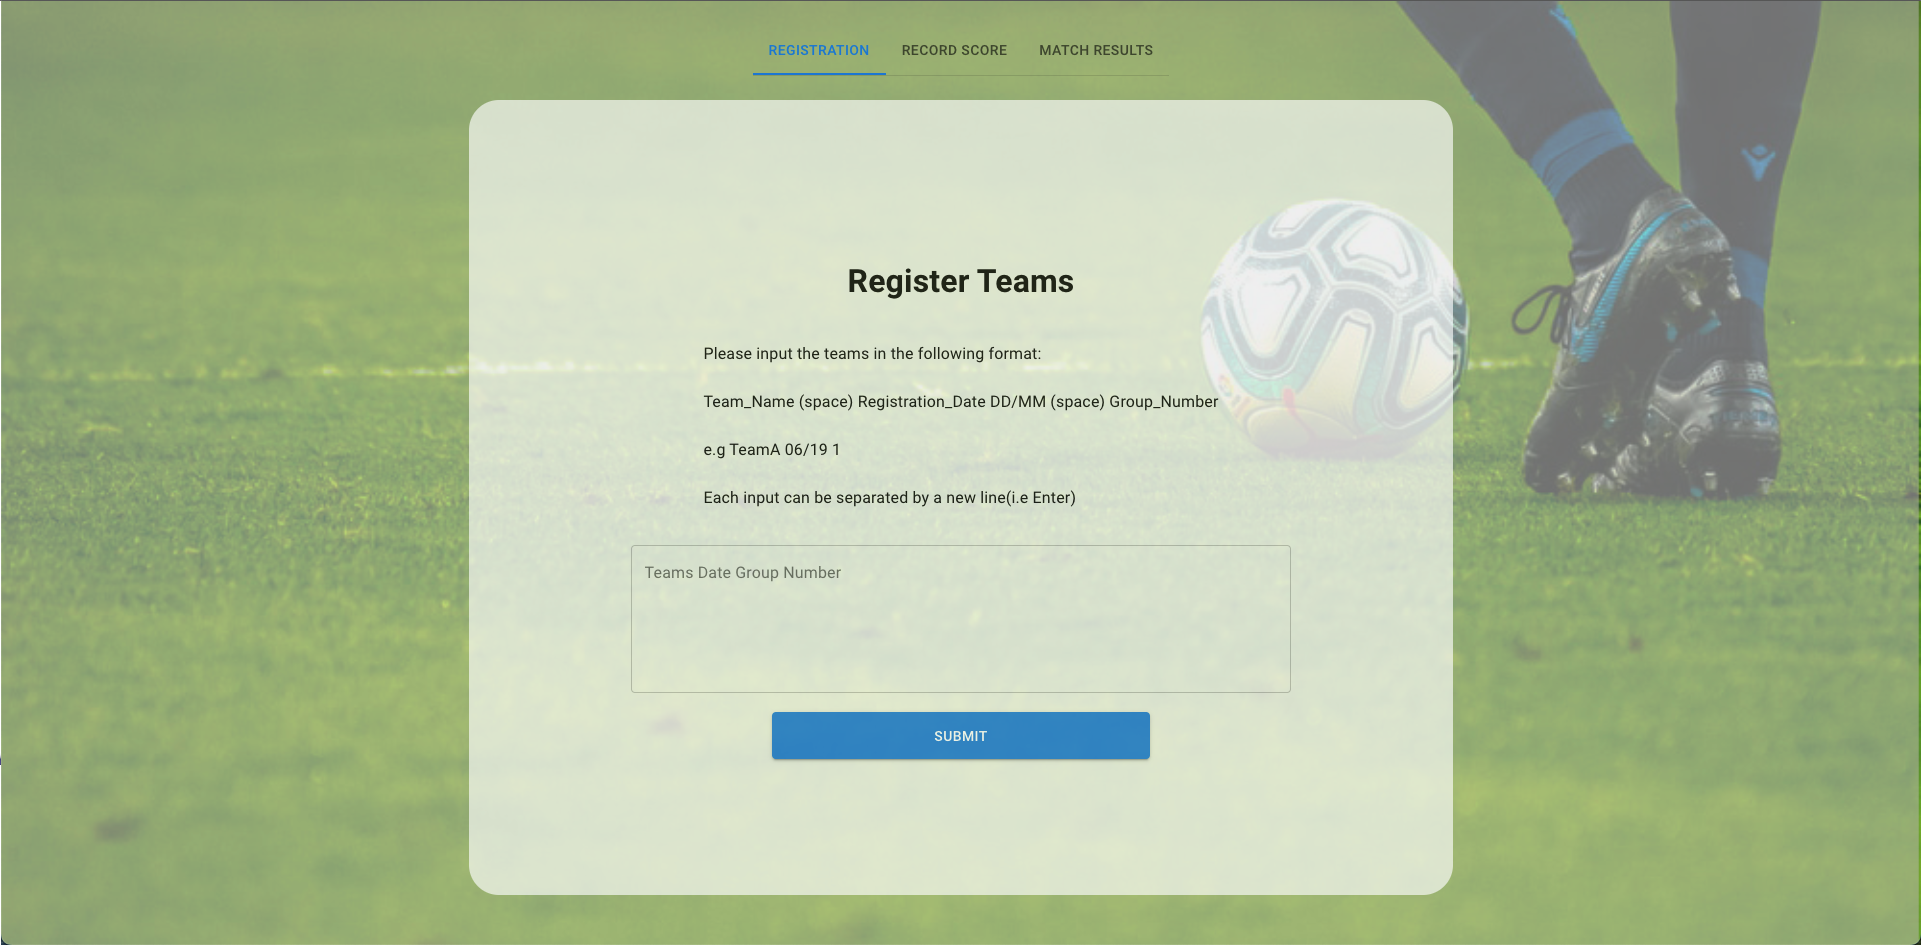 REGISTRATION RECORD SCORE MATCH RESULTS
Register Teams
Please input the teams in the following format:
Team_Name (space) Registration_Date DD/MM (space) Group_Number
e.g TeamA 06/19 1
Each input can be separated by a new line(i.e Enter)
Teams Date Group Number
SUBMIT